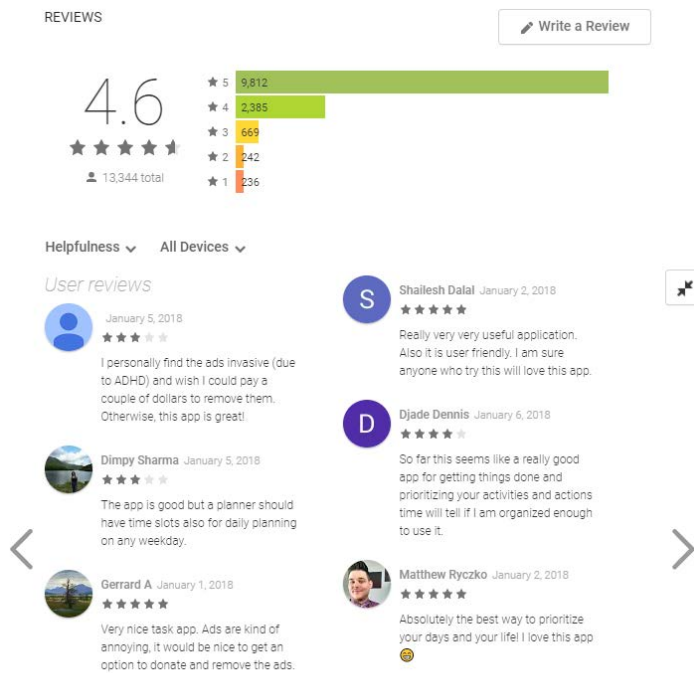 REVIEWS
Write a Review
4.6
13,344 total
5 9,812
4 2,385
3 669
2 242
1 236
Helpfulness
All Devices
User reviews
January 5, 2018
I personally find the ads invasive (due
to ADHD) and wish I could pay a
couple of dollars to remove them.
Otherwise, this app is great!
Dimpy Sharma January 5, 2018
The app is good but a planner should
have time slots also for daily planning
on any weekday.
Gerrard A January 1, 2018
Very nice task app. Ads are kind of
annoying, it would be nice to get an
option to donate and remove the ads.
S
Shailesh Dalal January 2, 2018
Really very very useful application.
Also it is user friendly. I am sure
anyone who try this will love this app.
D
Djade Dennis January 6, 2018
So far this seems like a really good
app for getting things done and
prioritizing your activities and actions
time will tell if I am organized enough
to use it.
Matthew Ryczko January 2, 2018
Absolutely the best way to prioritize
your days and your life! I love this app